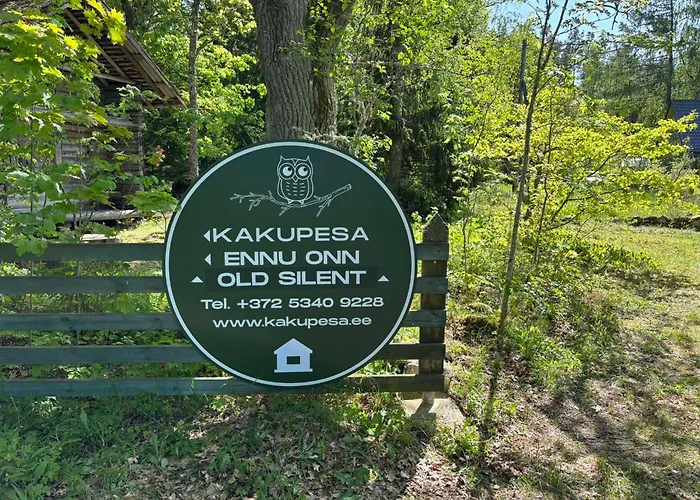 KAKUPESA
ENNU ONN
OLD SILENT
Tel. +372 5340 9228
www.kakupesa.ee